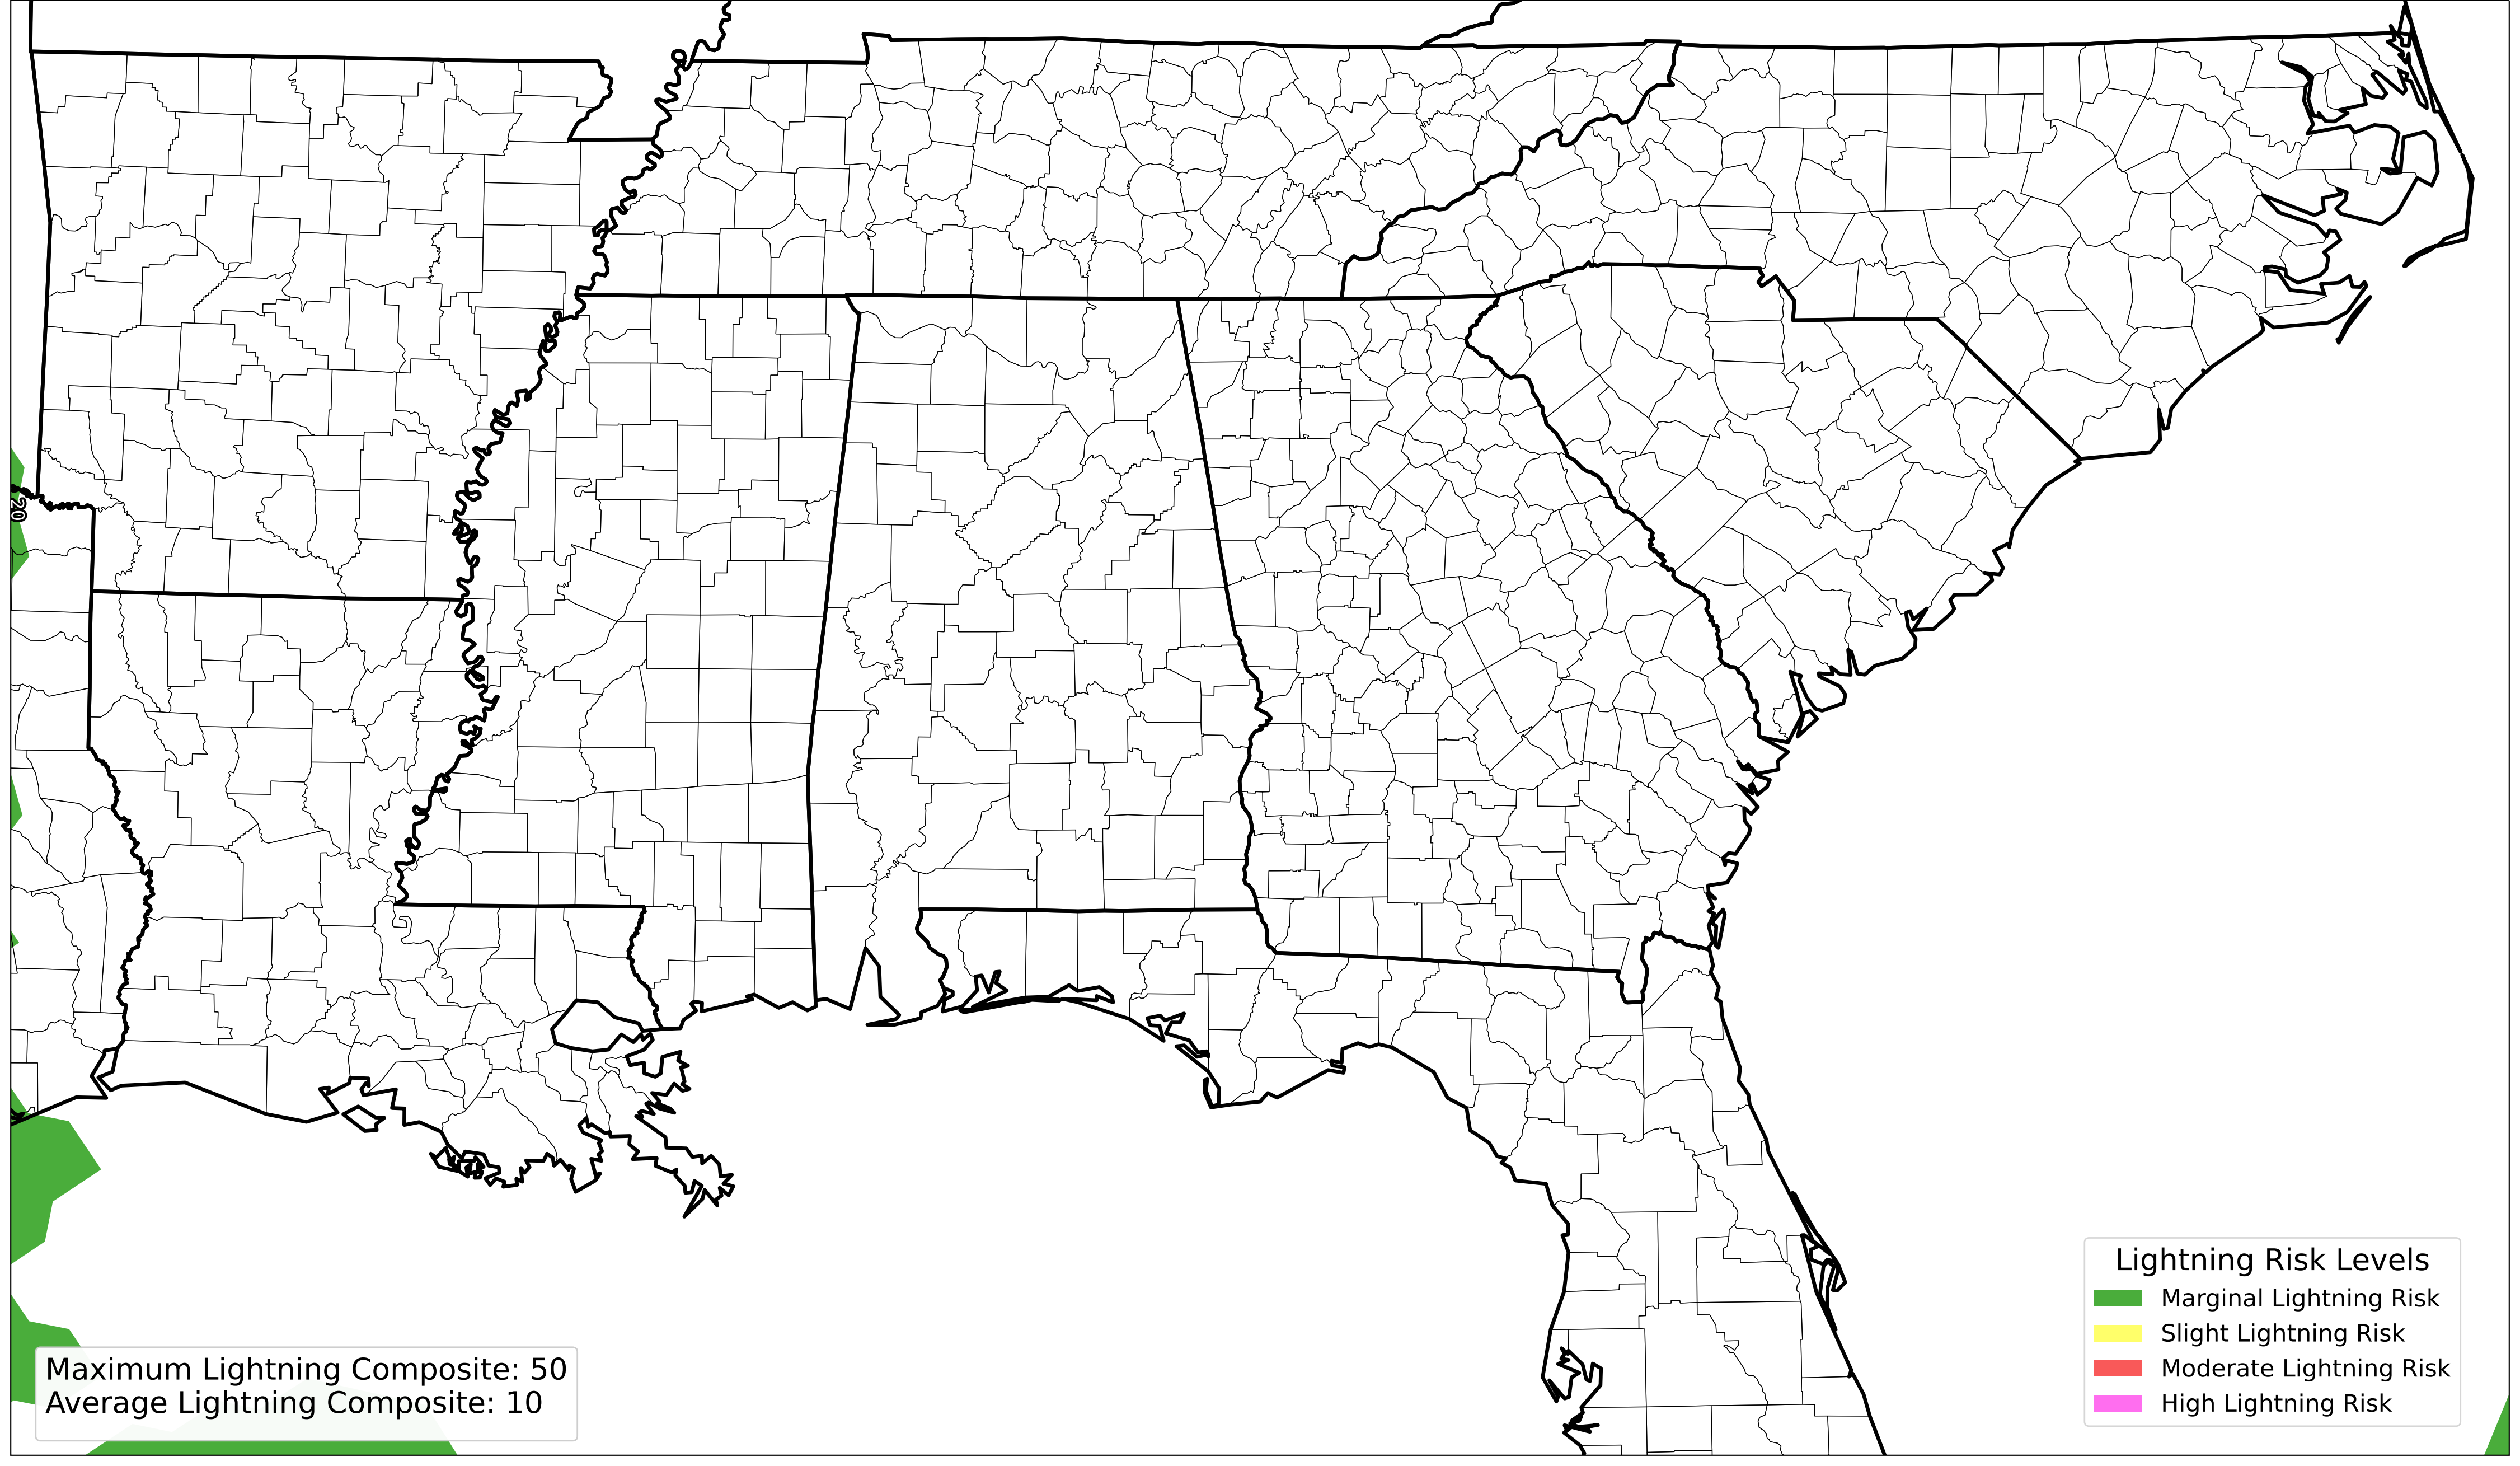 20
Lightning Risk Levels
Marginal Lightning Risk
Slight Lightning Risk
Moderate Lightning Risk
High Lightning Risk
Maximum Lightning Composite: 50
Average Lightning Composite: 10